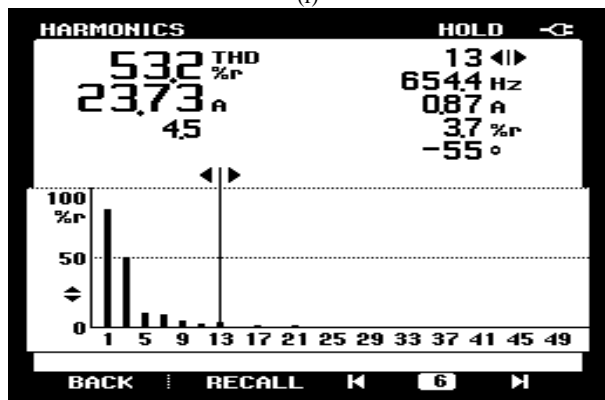 (i)
HARMONICS HOLD
53.2 THD %r 13
23.73 A 654.4 Hz
4.5 0.87 A
3.7 %r
-55 °
100
%r
50
0
1 5 9 13 17 21 25 29 33 37 41 45 49
BACK RECALL 6